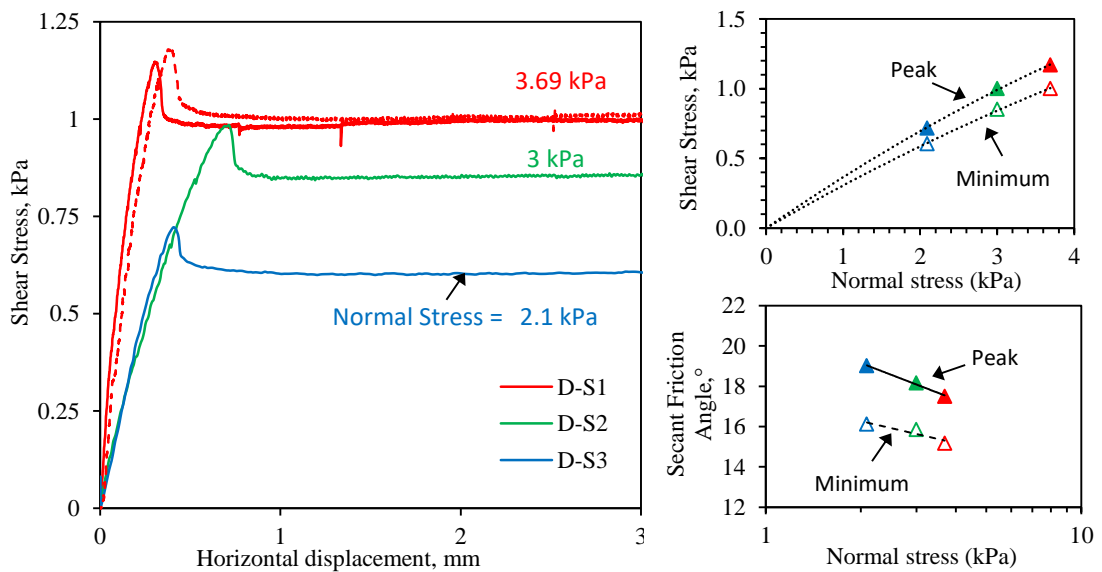 1.25
1
0.75
0.5
0.25
0
Shear Stress, kPa
3.69 kPa
3 kPa
Normal Stress = 2.1 kPa
D-S1
D-S2
D-S3
0 1 2 3
Horizontal displacement, mm
1.5
1.0
0.5
0.0
Shear Stress, kPa
Peak
Minimum
0 1 2 3 4
Normal stress (kPa)
22
20
18
16
14
12
Secant Friction
Angle,°
Peak
Minimum
1 10
Normal stress (kPa)